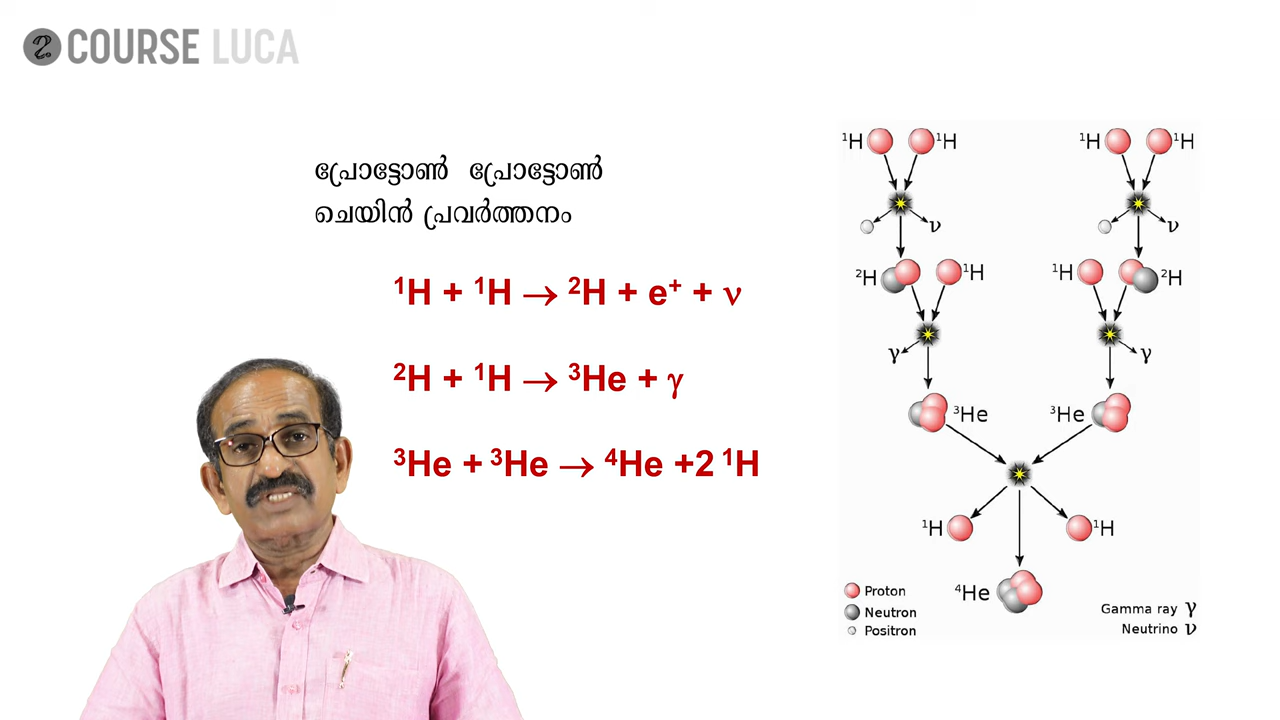 2 COURSE LUCA
പ്രോട്ടോൺ പ്രോട്ടോൺ
ചെയിൻ പ്രവർത്തനം
¹H + ¹H → ²H + e⁺ + ν
²H + ¹H → ³He + γ
³He + ³He → ⁴He +2 ¹H
¹H ¹H ¹H ¹H
ν ν
²H ¹H ¹H ²H
γ γ
³He ³He
¹H ¹H
⁴He
Proton
Neutron
Positron
Gamma ray γ
Neutrino ν